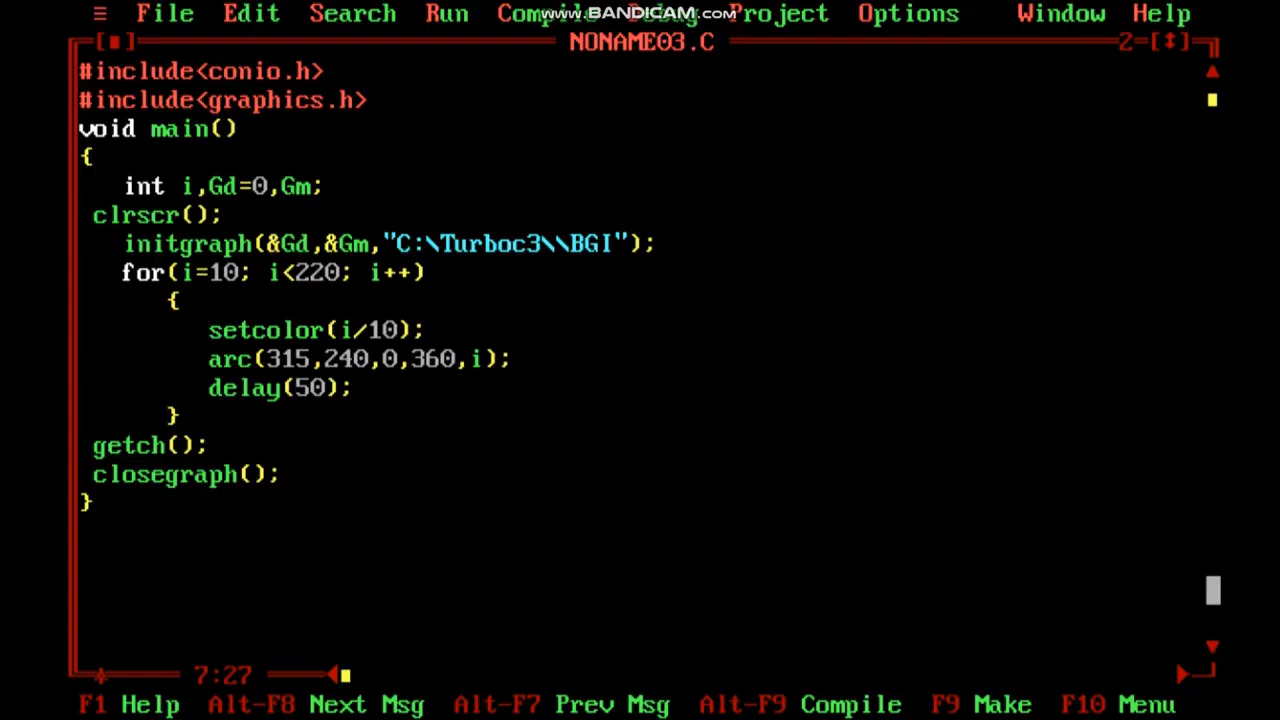 ≡ File Edit Search Run Compile Debug Project Options Window Help
www.BANDICAM.com
[■] NONAME03.C 2=[↕]
#include<conio.h>
#include<graphics.h>
void main()
{
int i,Gd=0,Gm;
clrscr();
initgraph(&Gd,&Gm,"C:\Turboc3\\BGI");
for(i=10; i<220; i++)
{
setcolor(i/10);
arc(315,240,0,360,i);
delay(50);
}
getch();
closegraph();
}
7:27
F1 Help Alt-F8 Next Msg Alt-F7 Prev Msg Alt-F9 Compile F9 Make F10 Menu